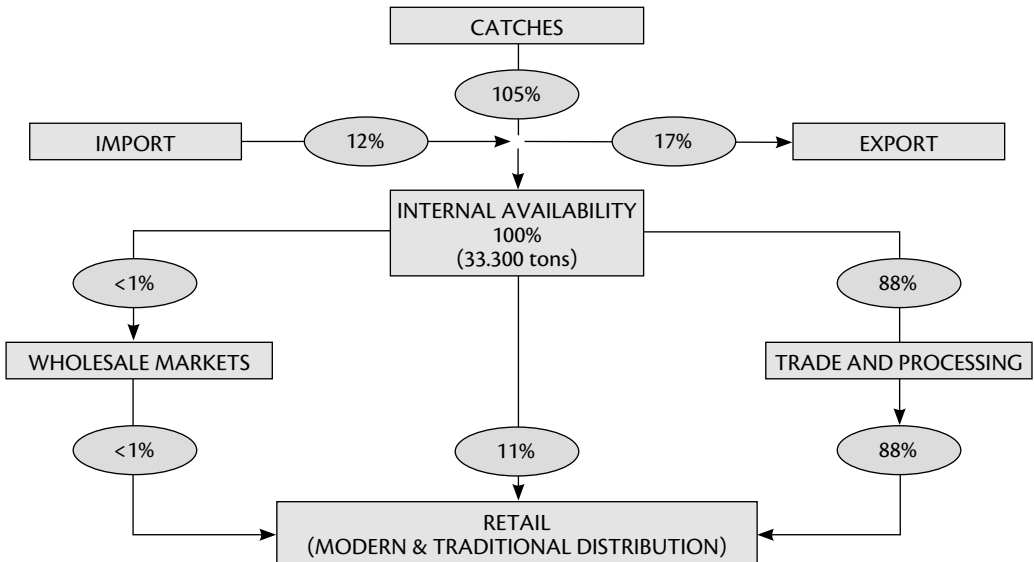 CATCHES
105%
IMPORT
12%
17%
EXPORT
INTERNAL AVAILABILITY
100%
(33.300 tons)
<1%
88%
WHOLESALE MARKETS
TRADE AND PROCESSING
<1%
11%
88%
RETAIL
(MODERN & TRADITIONAL DISTRIBUTION)